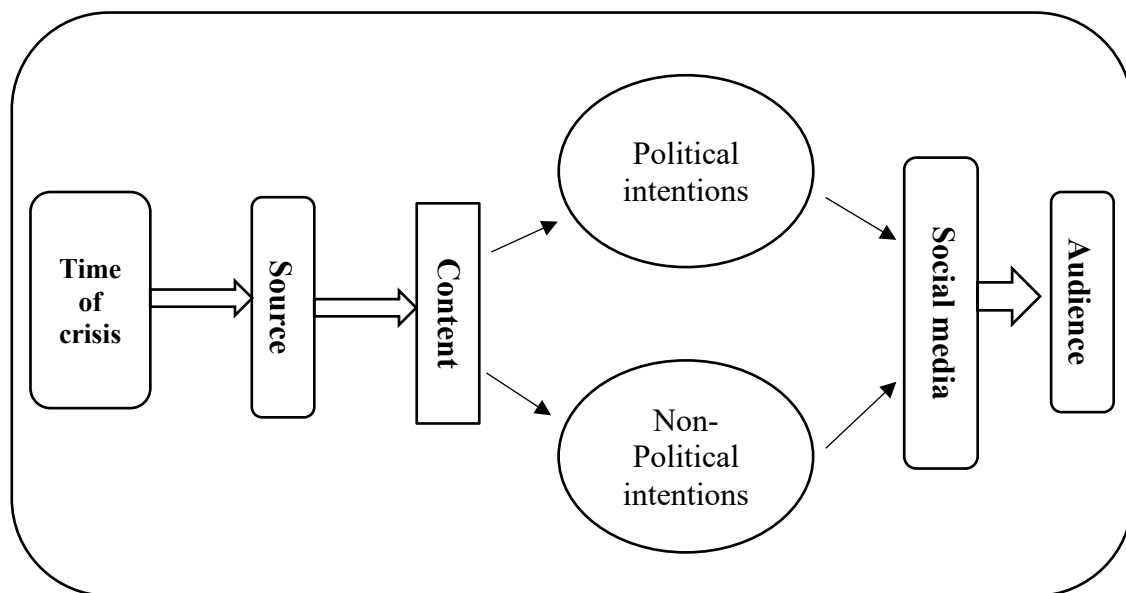 Time
of
crisis
Source
Content
Political
intentions
Non-
Political
intentions
Social media
Audience